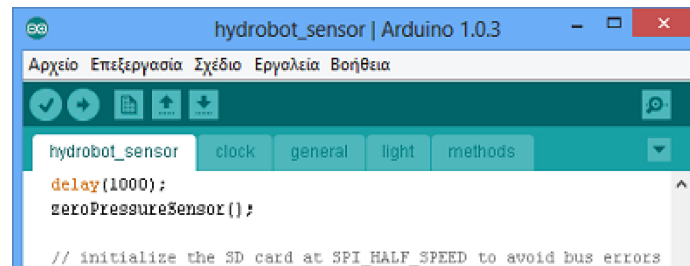 hydrobot_sensor | Arduino 1.0.3
Αρχείο Επεξεργασία Σχέδιο Εργαλεία Βοήθεια
hydrobot_sensor clock general light methods
delay(1000);
zeroPressureSensor();
// initialize the SD card at SPI_HALF_SPEED to avoid bus errors